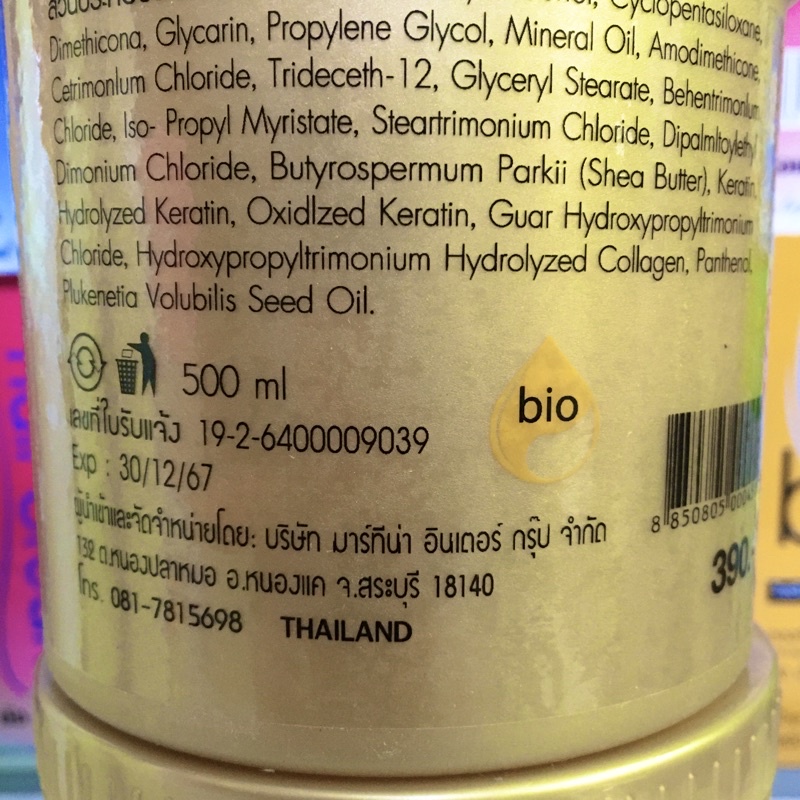 Cyclopentasiloxane,
Dimethicona, Glycarin, Propylene Glycol, Mineral Oil, Amodimethicone,
Cetrimonlum Chloride, Trideceth-12, Glyceryl Stearate, Behentrimonlum
Chloride, Iso- Propyl Myristate, Steartrimonium Chloride, Dipalmltoylethyl
Dimonium Chloride, Butyrospermum Parkii (Shea Butter), Keratin,
Hydrolyzed Keratin, Oxidlzed Keratin, Guar Hydroxypropyltrimonium
Chloride, Hydroxypropyltrimonium Hydrolyzed Collagen, Panthenol,
Plukenetia Volubilis Seed Oil.
500 ml
bio
เลขที่ใบรับแจ้ง 19-2-6400009039
Exp : 30/12/67
8 850805
ผู้นำเข้าและจัดจำหน่ายโดย: บริษัท มาร์ทีน่า อินเตอร์ กรุ๊ป จำกัด
390.-
132 ต.หนองปลาหมอ อ.หนองแค จ.สระบุรี 18140
โทร. 081-7815698 THAILAND